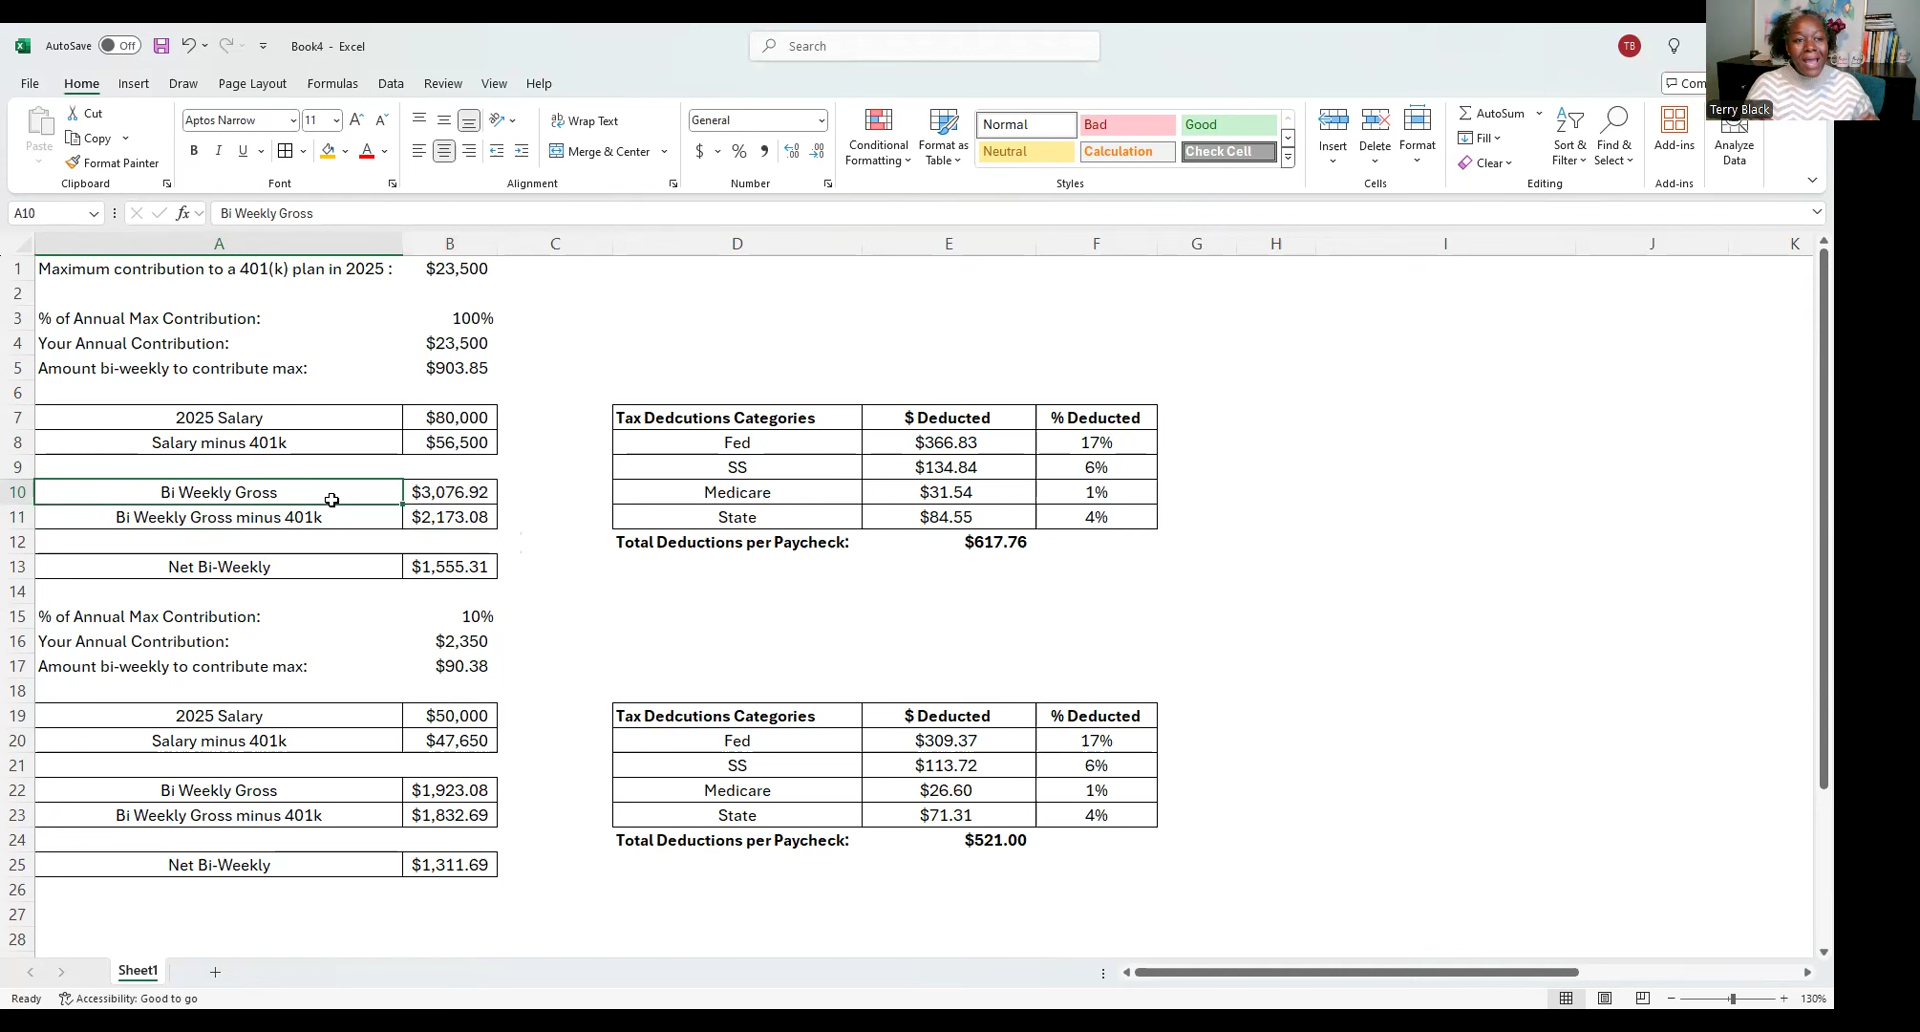 AutoSave Off Book4 - Excel Search TB
File Home Insert Draw Page Layout Formulas Data Review View Help Com
Terry Black
Paste Cut Copy Format Painter Clipboard
Aptos Narrow 11 A A B I U A Font
ab Wrap Text Merge & Center Alignment
General $ % , Number
Conditional Formatting Format as Table
Normal Bad Good
Neutral Calculation Check Cell
Styles
Insert Delete Format Cells
AutoSum Fill Clear Sort & Filter Find & Select Editing
Add-ins Add-ins
Analyze Data
A10 fx Bi Weekly Gross
A B C D E F G H I J K
1 Maximum contribution to a 401(k) plan in 2025 : $23,500
2
3 % of Annual Max Contribution: 100%
4 Your Annual Contribution: $23,500
5 Amount bi-weekly to contribute max: $903.85
6
7 2025 Salary $80,000 Tax Dedcutions Categories $ Deducted % Deducted
8 Salary minus 401k $56,500 Fed $366.83 17%
9 SS $134.84 6%
10 Bi Weekly Gross $3,076.92 Medicare $31.54 1%
11 Bi Weekly Gross minus 401k $2,173.08 State $84.55 4%
12 Total Deductions per Paycheck: $617.76
13 Net Bi-Weekly $1,555.31
14
15 % of Annual Max Contribution: 10%
16 Your Annual Contribution: $2,350
17 Amount bi-weekly to contribute max: $90.38
18
19 2025 Salary $50,000 Tax Dedcutions Categories $ Deducted % Deducted
20 Salary minus 401k $47,650 Fed $309.37 17%
21 SS $113.72 6%
22 Bi Weekly Gross $1,923.08 Medicare $26.60 1%
23 Bi Weekly Gross minus 401k $1,832.69 State $71.31 4%
24 Total Deductions per Paycheck: $521.00
25 Net Bi-Weekly $1,311.69
26
27
28
Sheet1
Ready Accessibility: Good to go 130%